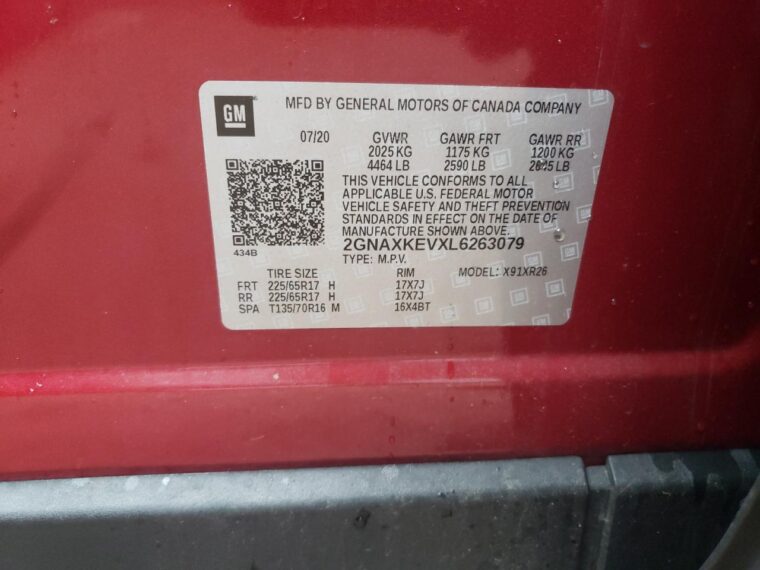 GM
MFD BY GENERAL MOTORS OF CANADA COMPANY
07/20 GVWR GAWR FRT GAWR RR
2025 KG 1175 KG 1200 KG
4464 LB 2590 LB 2625 LB
THIS VEHICLE CONFORMS TO ALL
APPLICABLE U.S. FEDERAL MOTOR
VEHICLE SAFETY AND THEFT PREVENTION
STANDARDS IN EFFECT ON THE DATE OF
MANUFACTURE SHOWN ABOVE.
434B
2GNAXKEVXL6263079
TYPE: M.P.V.
TIRE SIZE RIM MODEL: X91XR26
FRT 225/65R17 H 17X7J
RR 225/65R17 H 17X7J
SPA T135/70R16 M 16X4BT